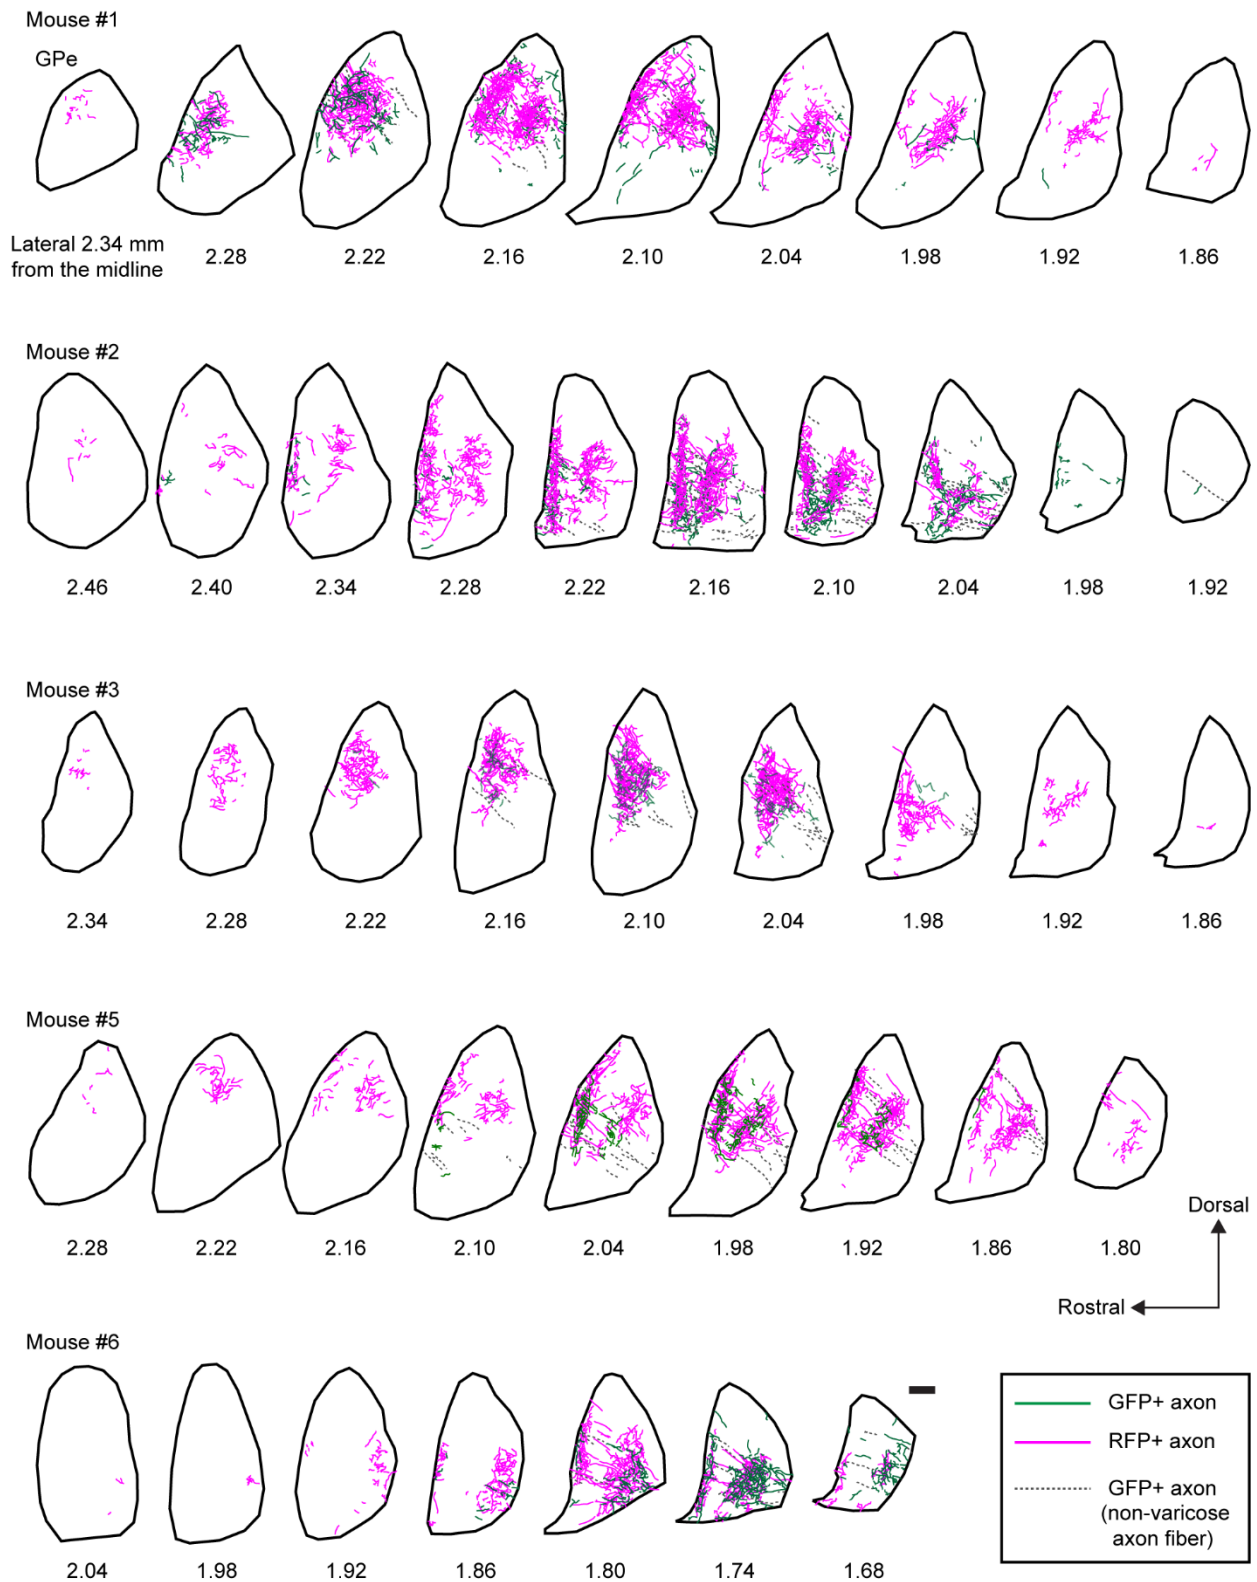 Mouse #1
GPe
Lateral 2.34 mm
from the midline
2.28
2.22
2.16
2.10
2.04
1.98
1.92
1.86
Mouse #2
2.46
2.40
2.34
2.28
2.22
2.16
2.10
2.04
1.98
1.92
Mouse #3
2.34
2.28
2.22
2.16
2.10
2.04
1.98
1.92
1.86
Mouse #5
2.28
2.22
2.16
2.10
2.04
1.98
1.92
1.86
1.80
Dorsal
Rostral
Mouse #6
2.04
1.98
1.92
1.86
1.80
1.74
1.68
GFP+ axon
RFP+ axon
GFP+ axon
(non-varicose
axon fiber)